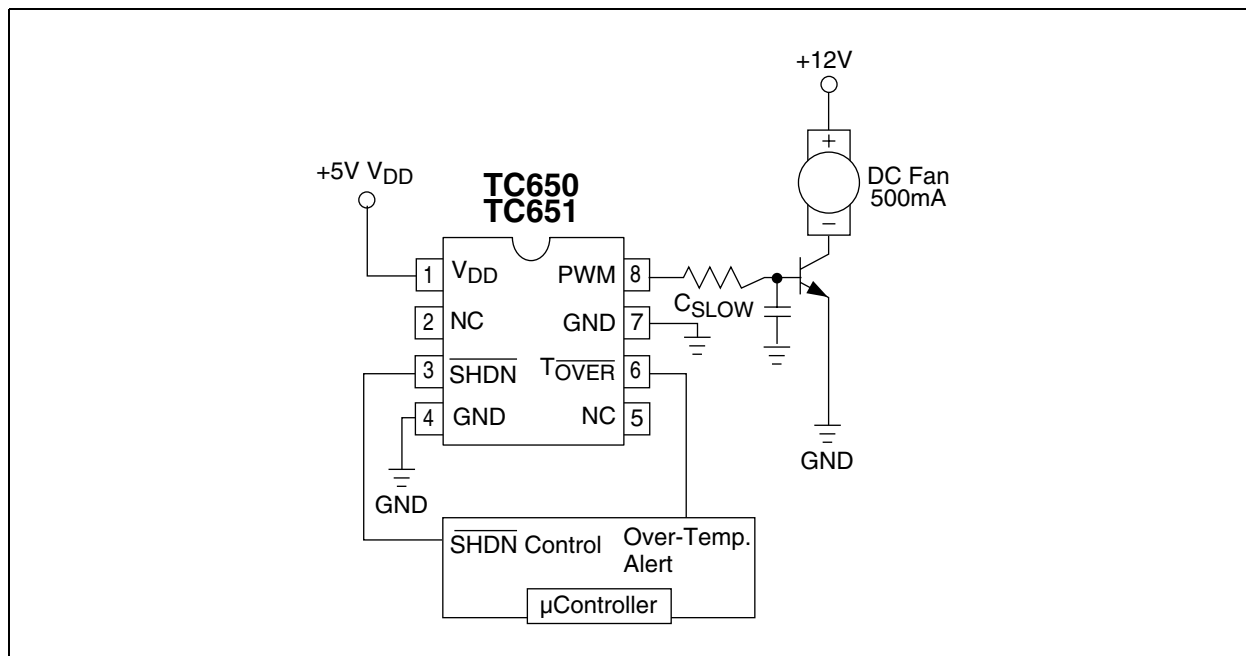 +12V
+
DC Fan
500mA
−
+5V VDD
TC650
TC651
1 VDD
PWM 8
2 NC
GND 7
3 SHDN
TOVER 6
4 GND
NC 5
CSLOW
GND
GND
SHDN Control
Over-Temp.
Alert
µController